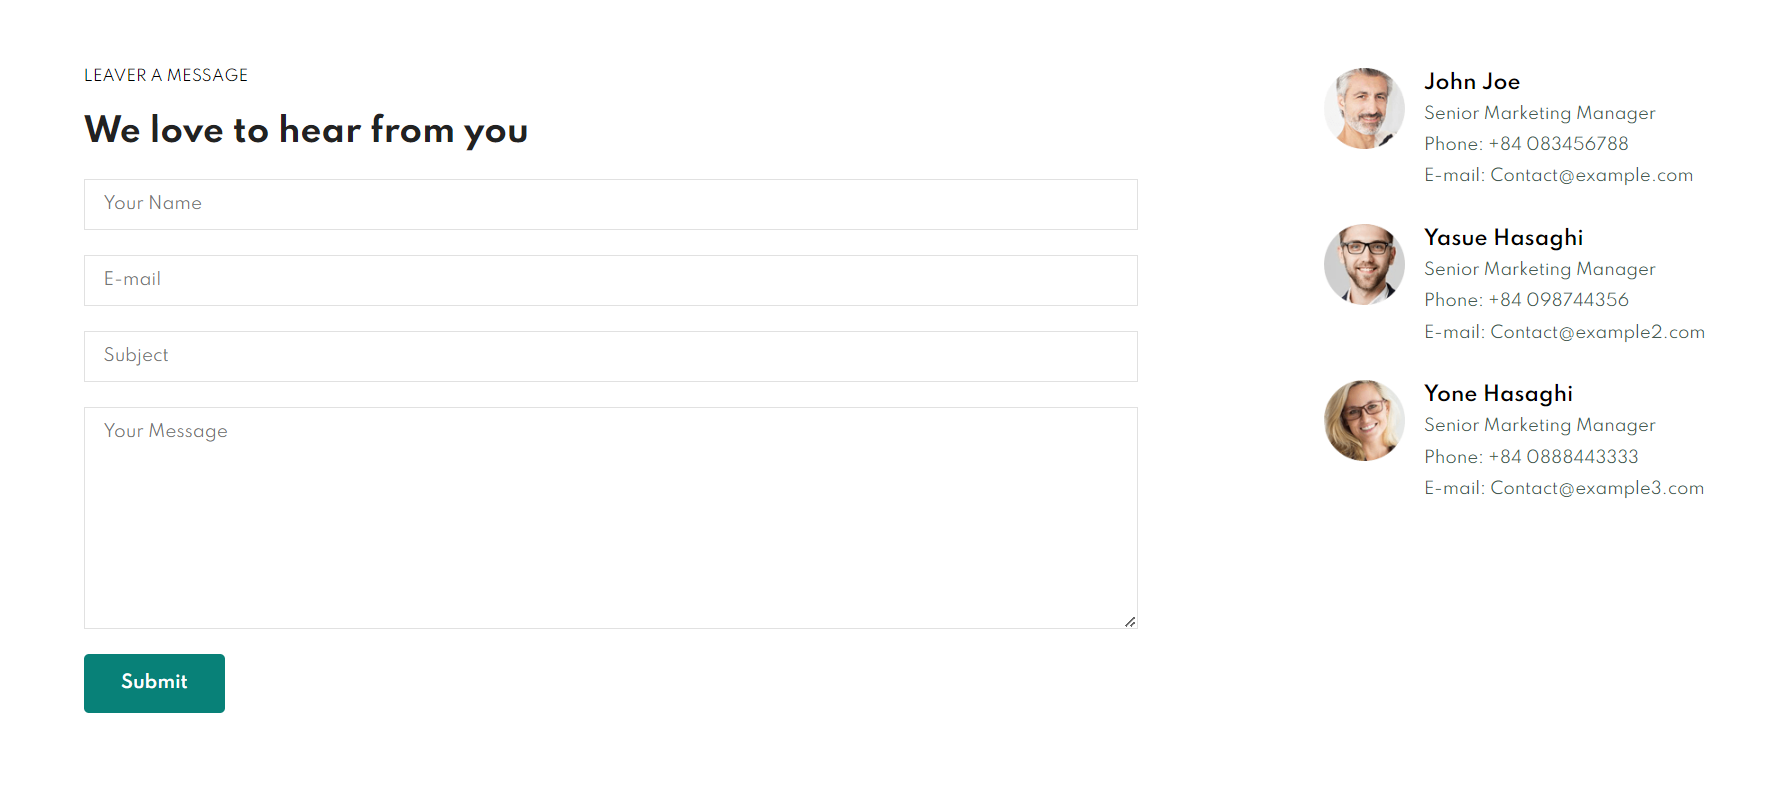 LEAVER A MESSAGE
We love to hear from you
Your Name
E-mail
Subject
Your Message
Submit
John Joe
Senior Marketing Manager
Phone: +84 083456788
E-mail: Contact@example.com
Yasue Hasaghi
Senior Marketing Manager
Phone: +84 098744356
E-mail: Contact@example2.com
Yone Hasaghi
Senior Marketing Manager
Phone: +84 0888443333
E-mail: Contact@example3.com